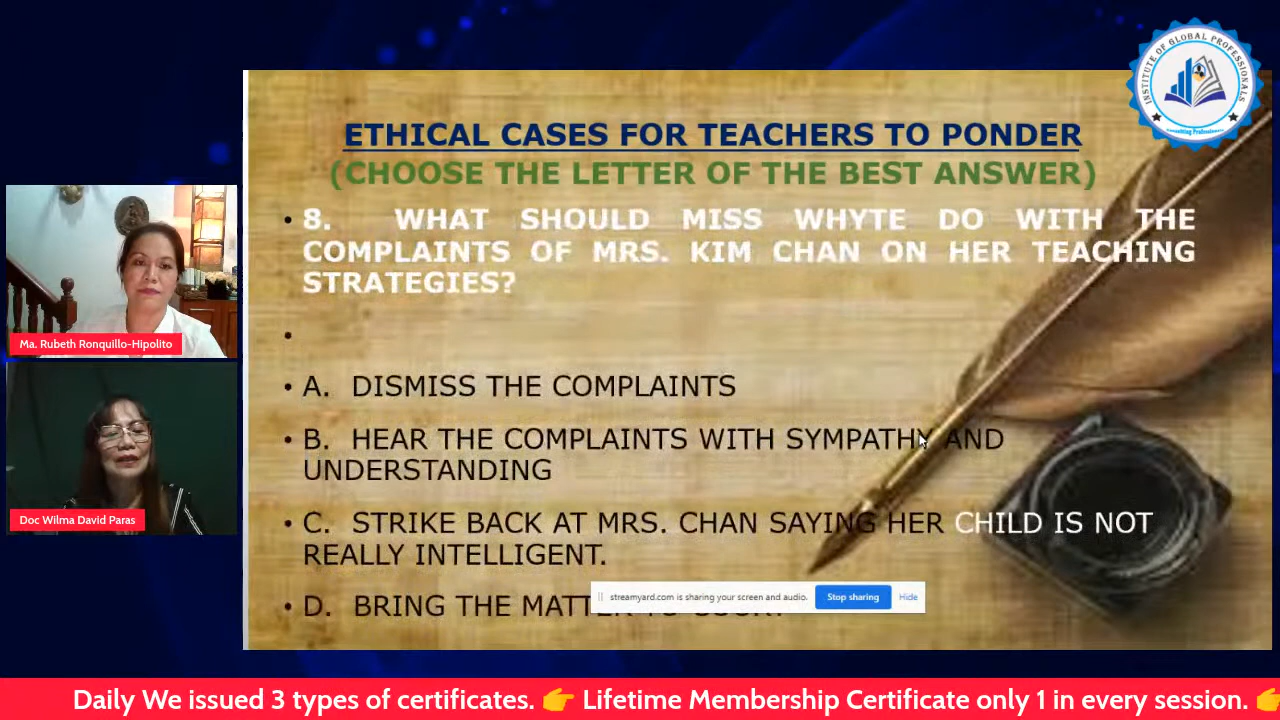 INSTITUTE OF GLOBAL PROFESSIONALS
ETHICAL CASES FOR TEACHERS TO PONDER
(CHOOSE THE LETTER OF THE BEST ANSWER)
• 8. WHAT SHOULD MISS WHYTE DO WITH THE
COMPLAINTS OF MRS. KIM CHAN ON HER TEACHING
STRATEGIES?
•
• A. DISMISS THE COMPLAINTS
• B. HEAR THE COMPLAINTS WITH SYMPATHY AND
UNDERSTANDING
• C. STRIKE BACK AT MRS. CHAN SAYING HER CHILD IS NOT
REALLY INTELLIGENT.
• D. BRING THE MATTER TO COURT
streamyard.com is sharing your screen and audio. Stop sharing Hide
Ma. Rubeth Ronquillo-Hipolito
Doc Wilma David Paras
Daily We issued 3 types of certificates. 👉 Lifetime Membership Certificate only 1 in every session. 👉